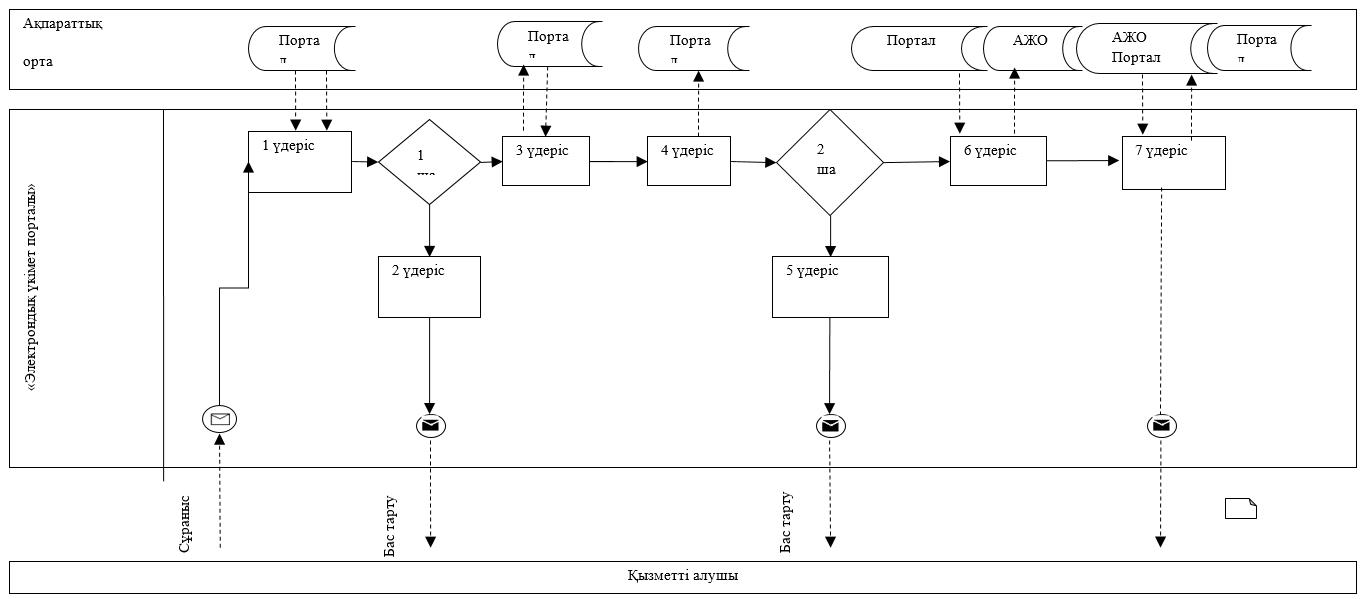 Ақпараттық
орта
Порта
Порта
Порта
Портал
АЖО
АЖО
Портал
Порта
«Электрондық үкімет порталы»
1 үдеріс
1
3 үдеріс
4 үдеріс
2
ша
6 үдеріс
7 үдеріс
2 үдеріс
5 үдеріс
Сұраныс
Бас тарту
Бас тарту
Қызметті алушы